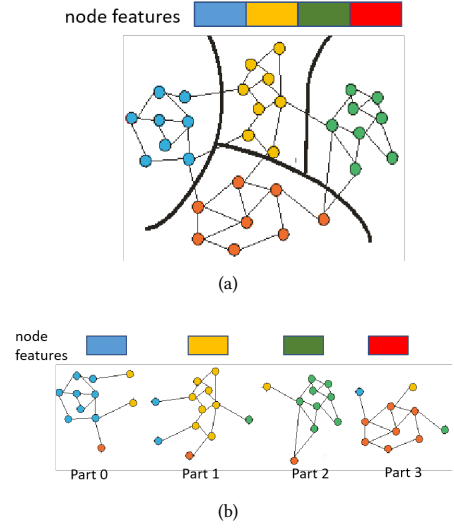 node features
(a)
node
features
Part 0 Part 1 Part 2 Part 3
(b)